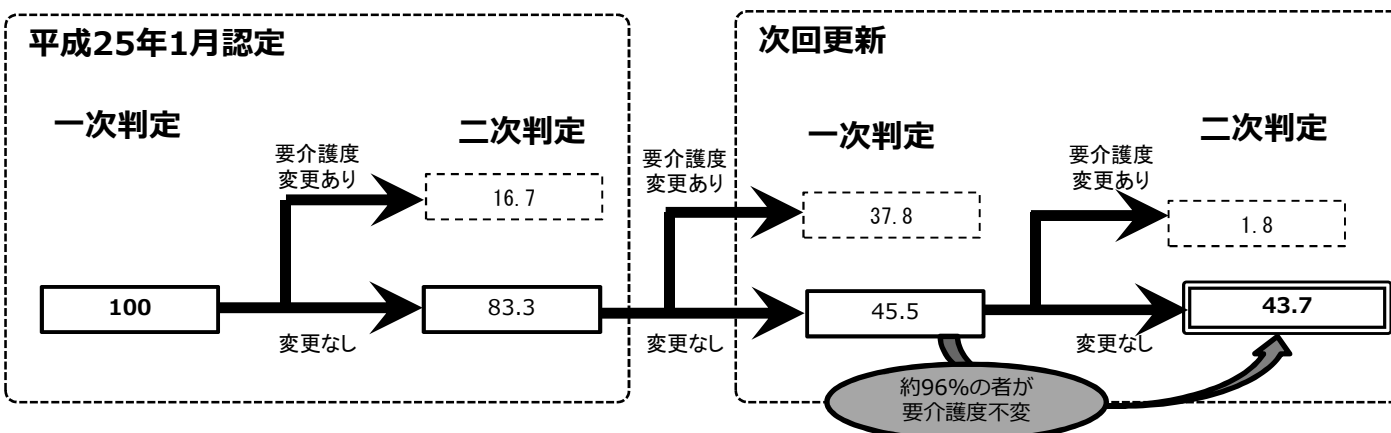 平成25年1月認定
一次判定
二次判定
要介護度
変更あり
16.7
100
変更なし
83.3
要介護度
変更あり
変更なし
次回更新
一次判定
二次判定
37.8
要介護度
変更あり
1.8
45.5
変更なし
43.7
約96%の者が
要介護度不変